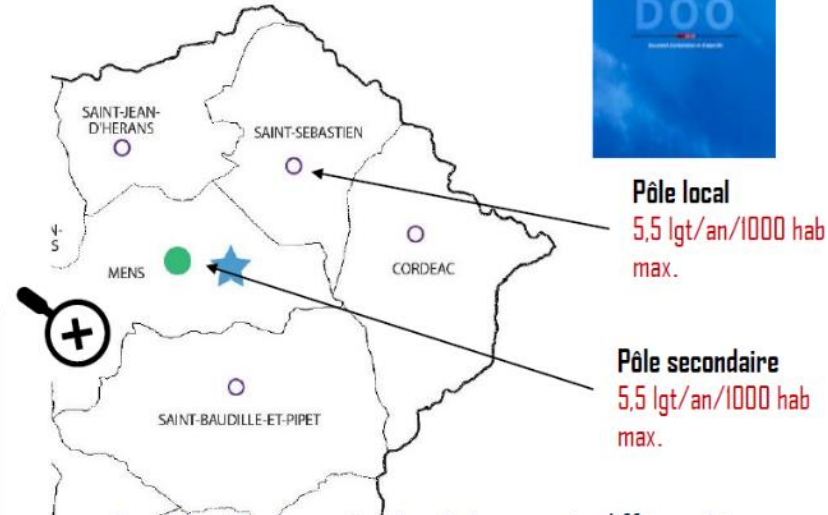 DOO
SAINT-JEAN-
D'HERANS
SAINT-SEBASTIEN
Pôle local
5,5 lgt/an/1000 hab
max.
N-
S
MENS
CORDEAC
Pôle secondaire
5,5 lgt/an/1000 hab
max.
SAINT-BAUDILLE-ET-PIPET